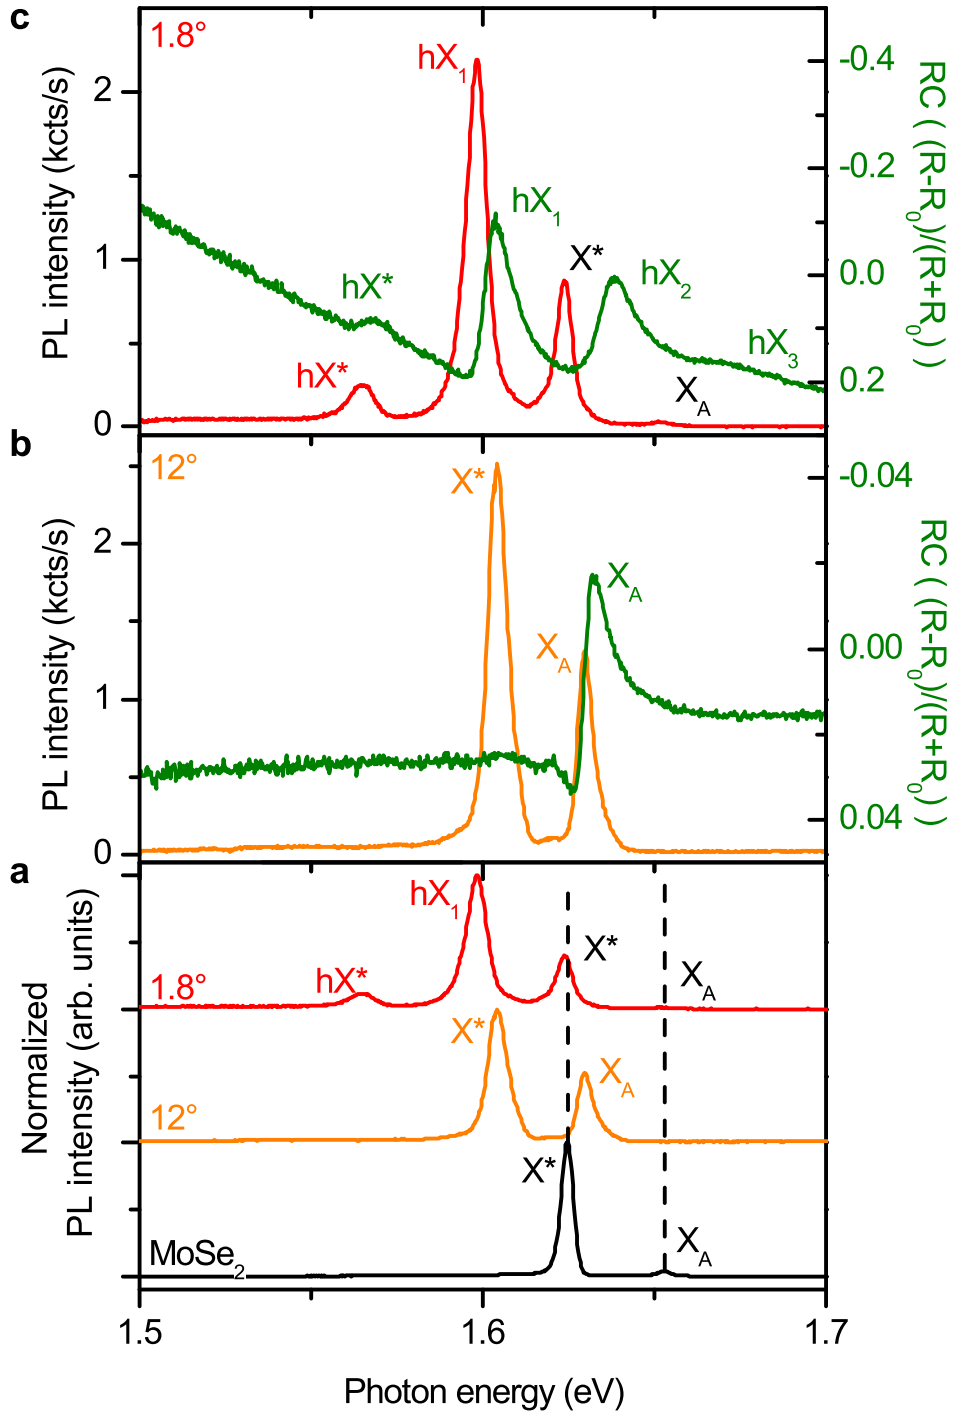 c
1.8°
hX1
-0.4
2
-0.2
hX1
X*
hX2
0.0
1
hX*
hX3
hX*
XA
0.2
0
PL intensity (kcts/s)
RC ( (R-R0)/(R+R0) )
b
12°
X*
-0.04
2
XA
XA
0.00
1
0.04
0
PL intensity (kcts/s)
RC ( (R-R0)/(R+R0) )
a
hX1
X*
hX*
XA
1.8°
X*
XA
12°
X*
XA
MoSe2
Normalized
PL intensity (arb. units)
1.5
1.6
1.7
Photon energy (eV)